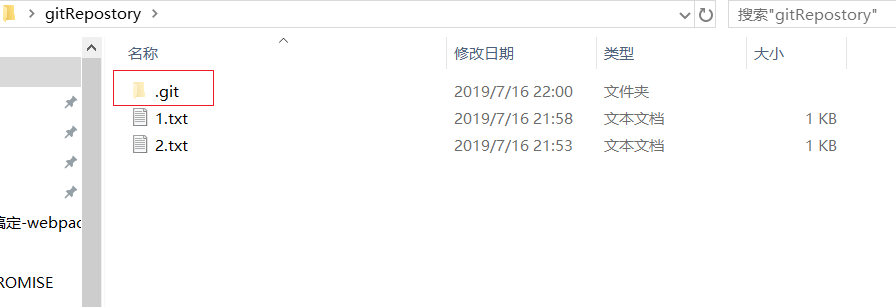 gitRepostory
搜索"gitRepostory"
名称 修改日期 类型 大小
.git 2019/7/16 22:00 文件夹
1.txt 2019/7/16 21:58 文本文档 1 KB
2.txt 2019/7/16 21:53 文本文档 1 KB
搞定-webpac
ROMISE